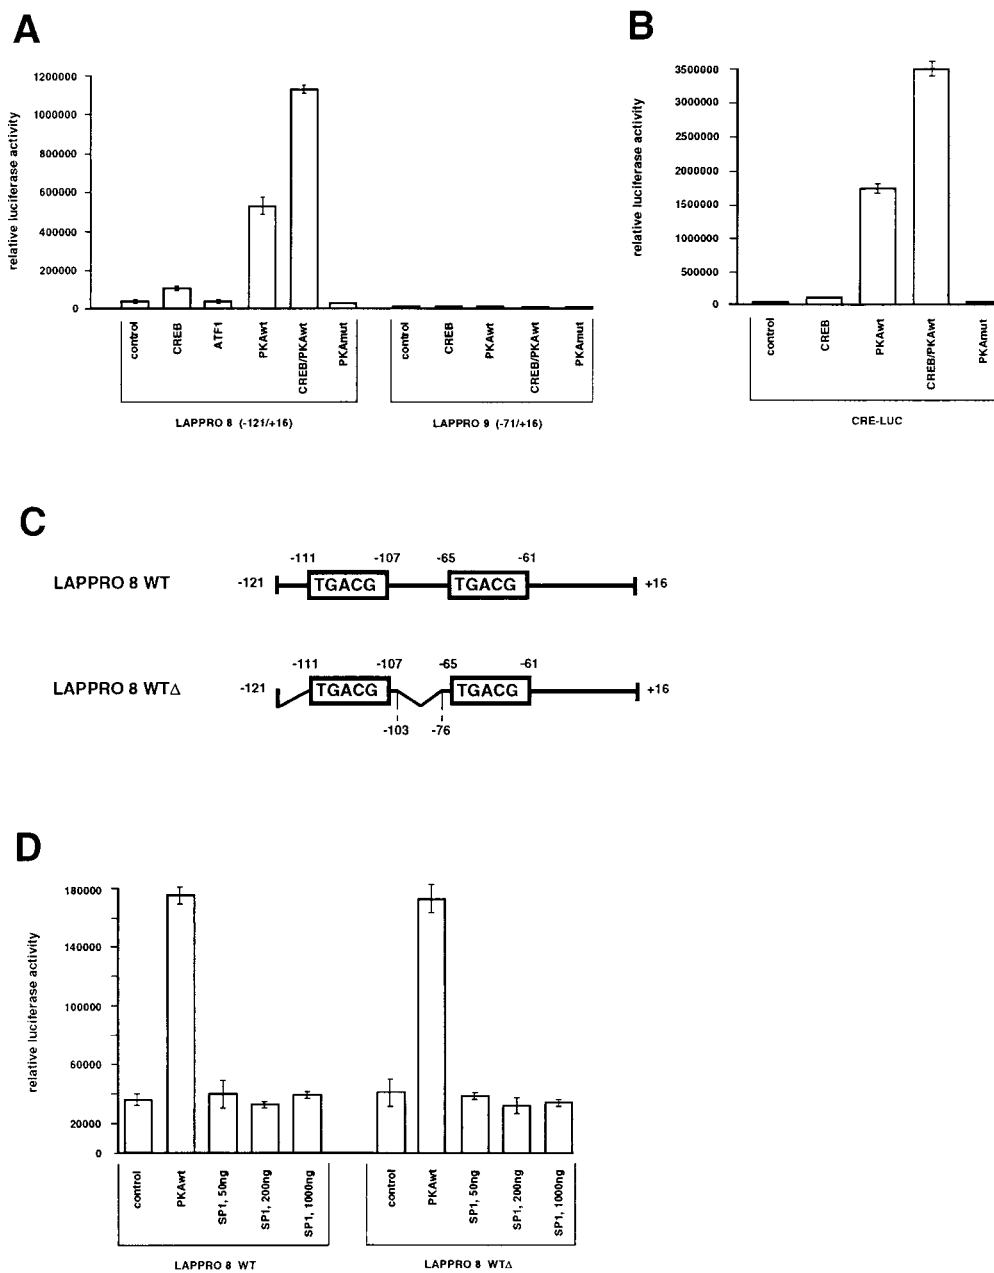 A
relative luciferase activity
1200000
1000000
800000
600000
400000
200000
0
control
CREB
ATF1
PKAwt
CREB/PKAwt
PKAmut
control
CREB
PKAwt
CREB/PKAwt
PKAmut
LAPPRO 8 (-121/+16)
LAPPRO 9 (-71/+16)
B
relative luciferase activity
3500000
3000000
2500000
2000000
1500000
1000000
500000
0
control
CREB
PKAwt
CREB/PKAwt
PKAmut
CRE-LUC
C
LAPPRO 8 WT
-121
-111
-107
-65
-61
TGACG
TGACG
+16
LAPPRO 8 WTΔ
-121
-111
-107
-65
-61
TGACG
TGACG
+16
-103
-76
D
relative luciferase activity
180000
140000
100000
60000
20000
0
control
PKAwt
SP1, 50ng
SP1, 200ng
SP1, 1000ng
control
PKAwt
SP1, 50ng
SP1, 200ng
SP1, 1000ng
LAPPRO 8 WT
LAPPRO 8 WTΔ